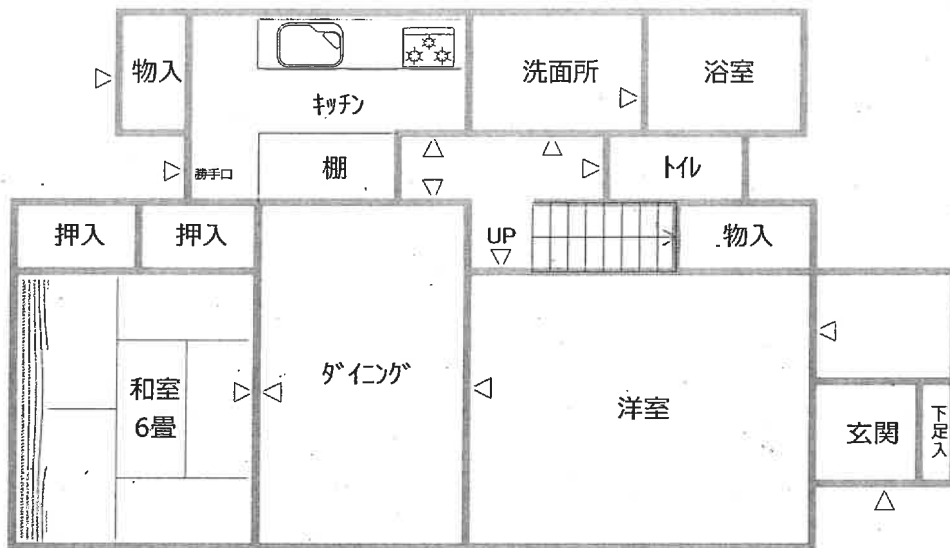 物入
キッチン
洗面所
浴室
勝手口
棚
トイレ
押入
押入
UP
物入
和室
6畳
ダイニング
洋室
玄関
下足入